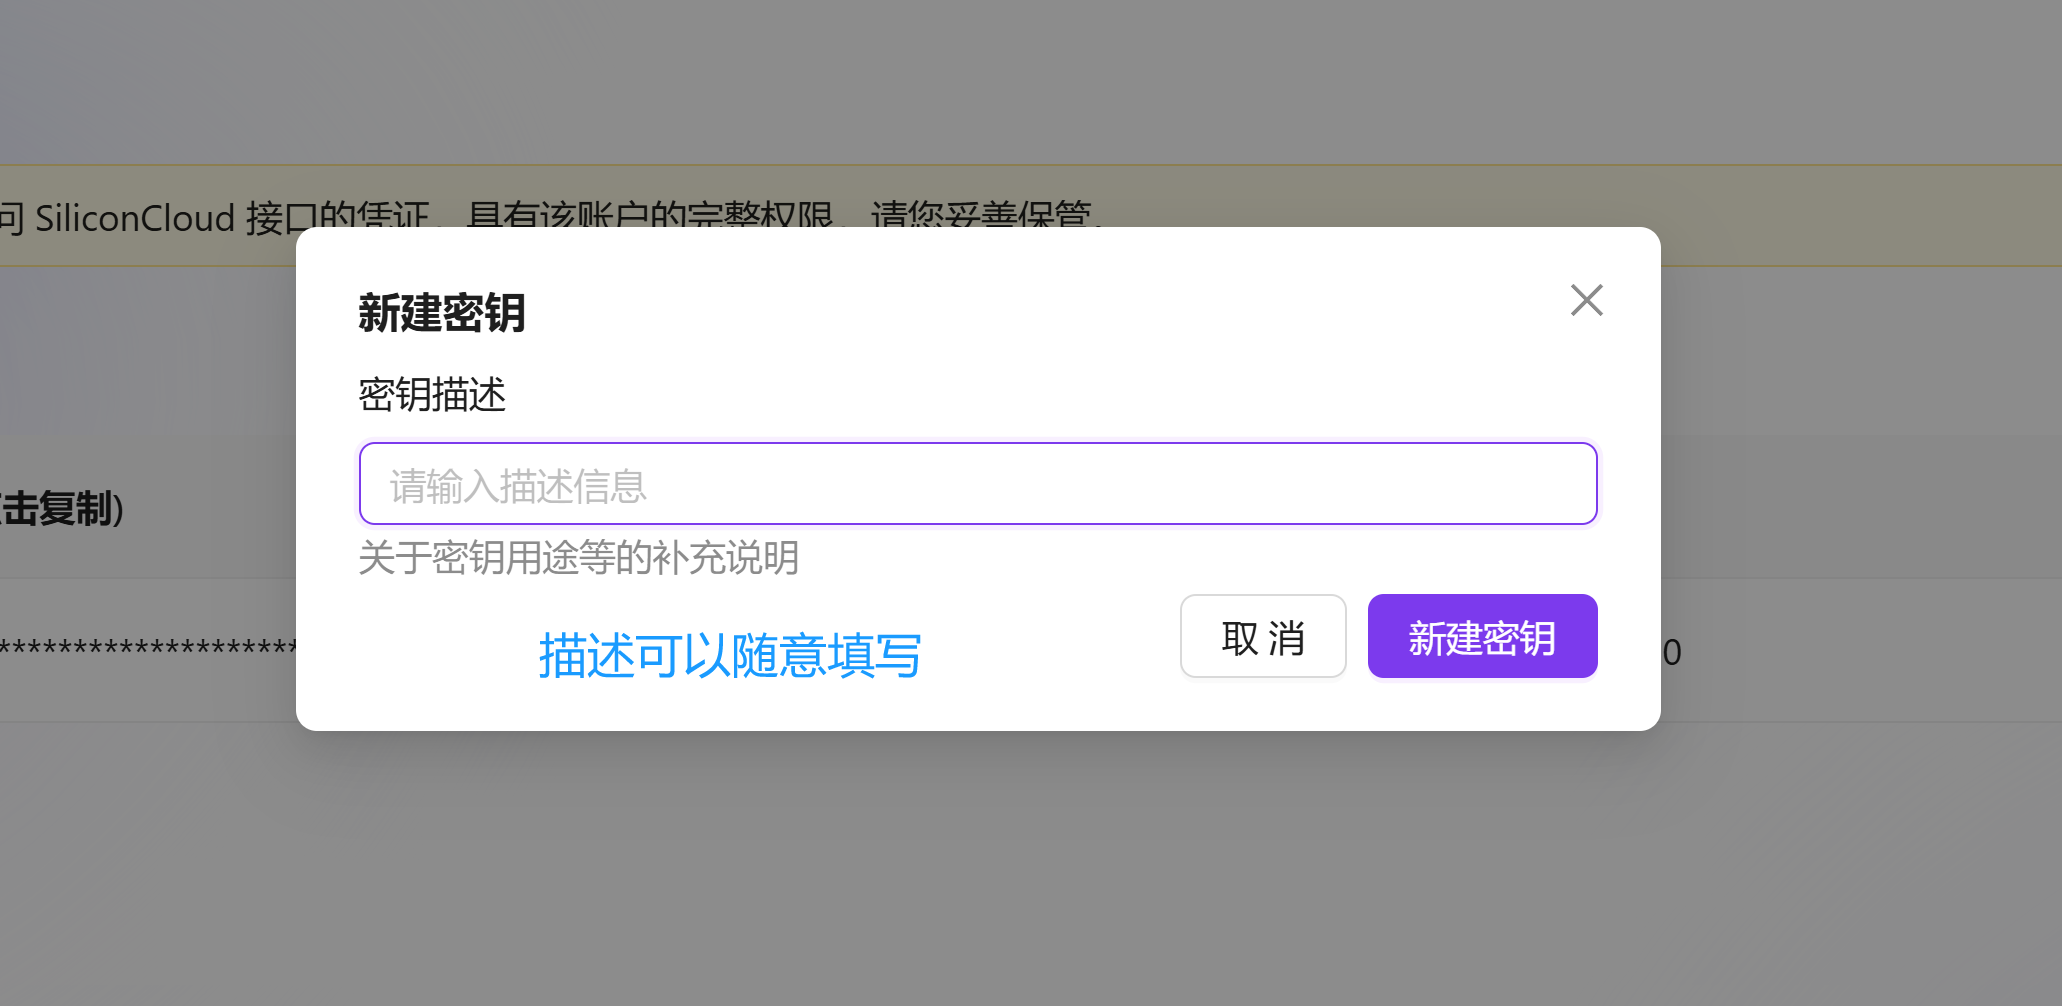 问 SiliconCloud 接口的凭证，具有该账户的完整权限，请您妥善保管。
新建密钥
密钥描述
请输入描述信息
击复制)
关于密钥用途等的补充说明
取 消
新建密钥
********************
0
描述可以随意填写